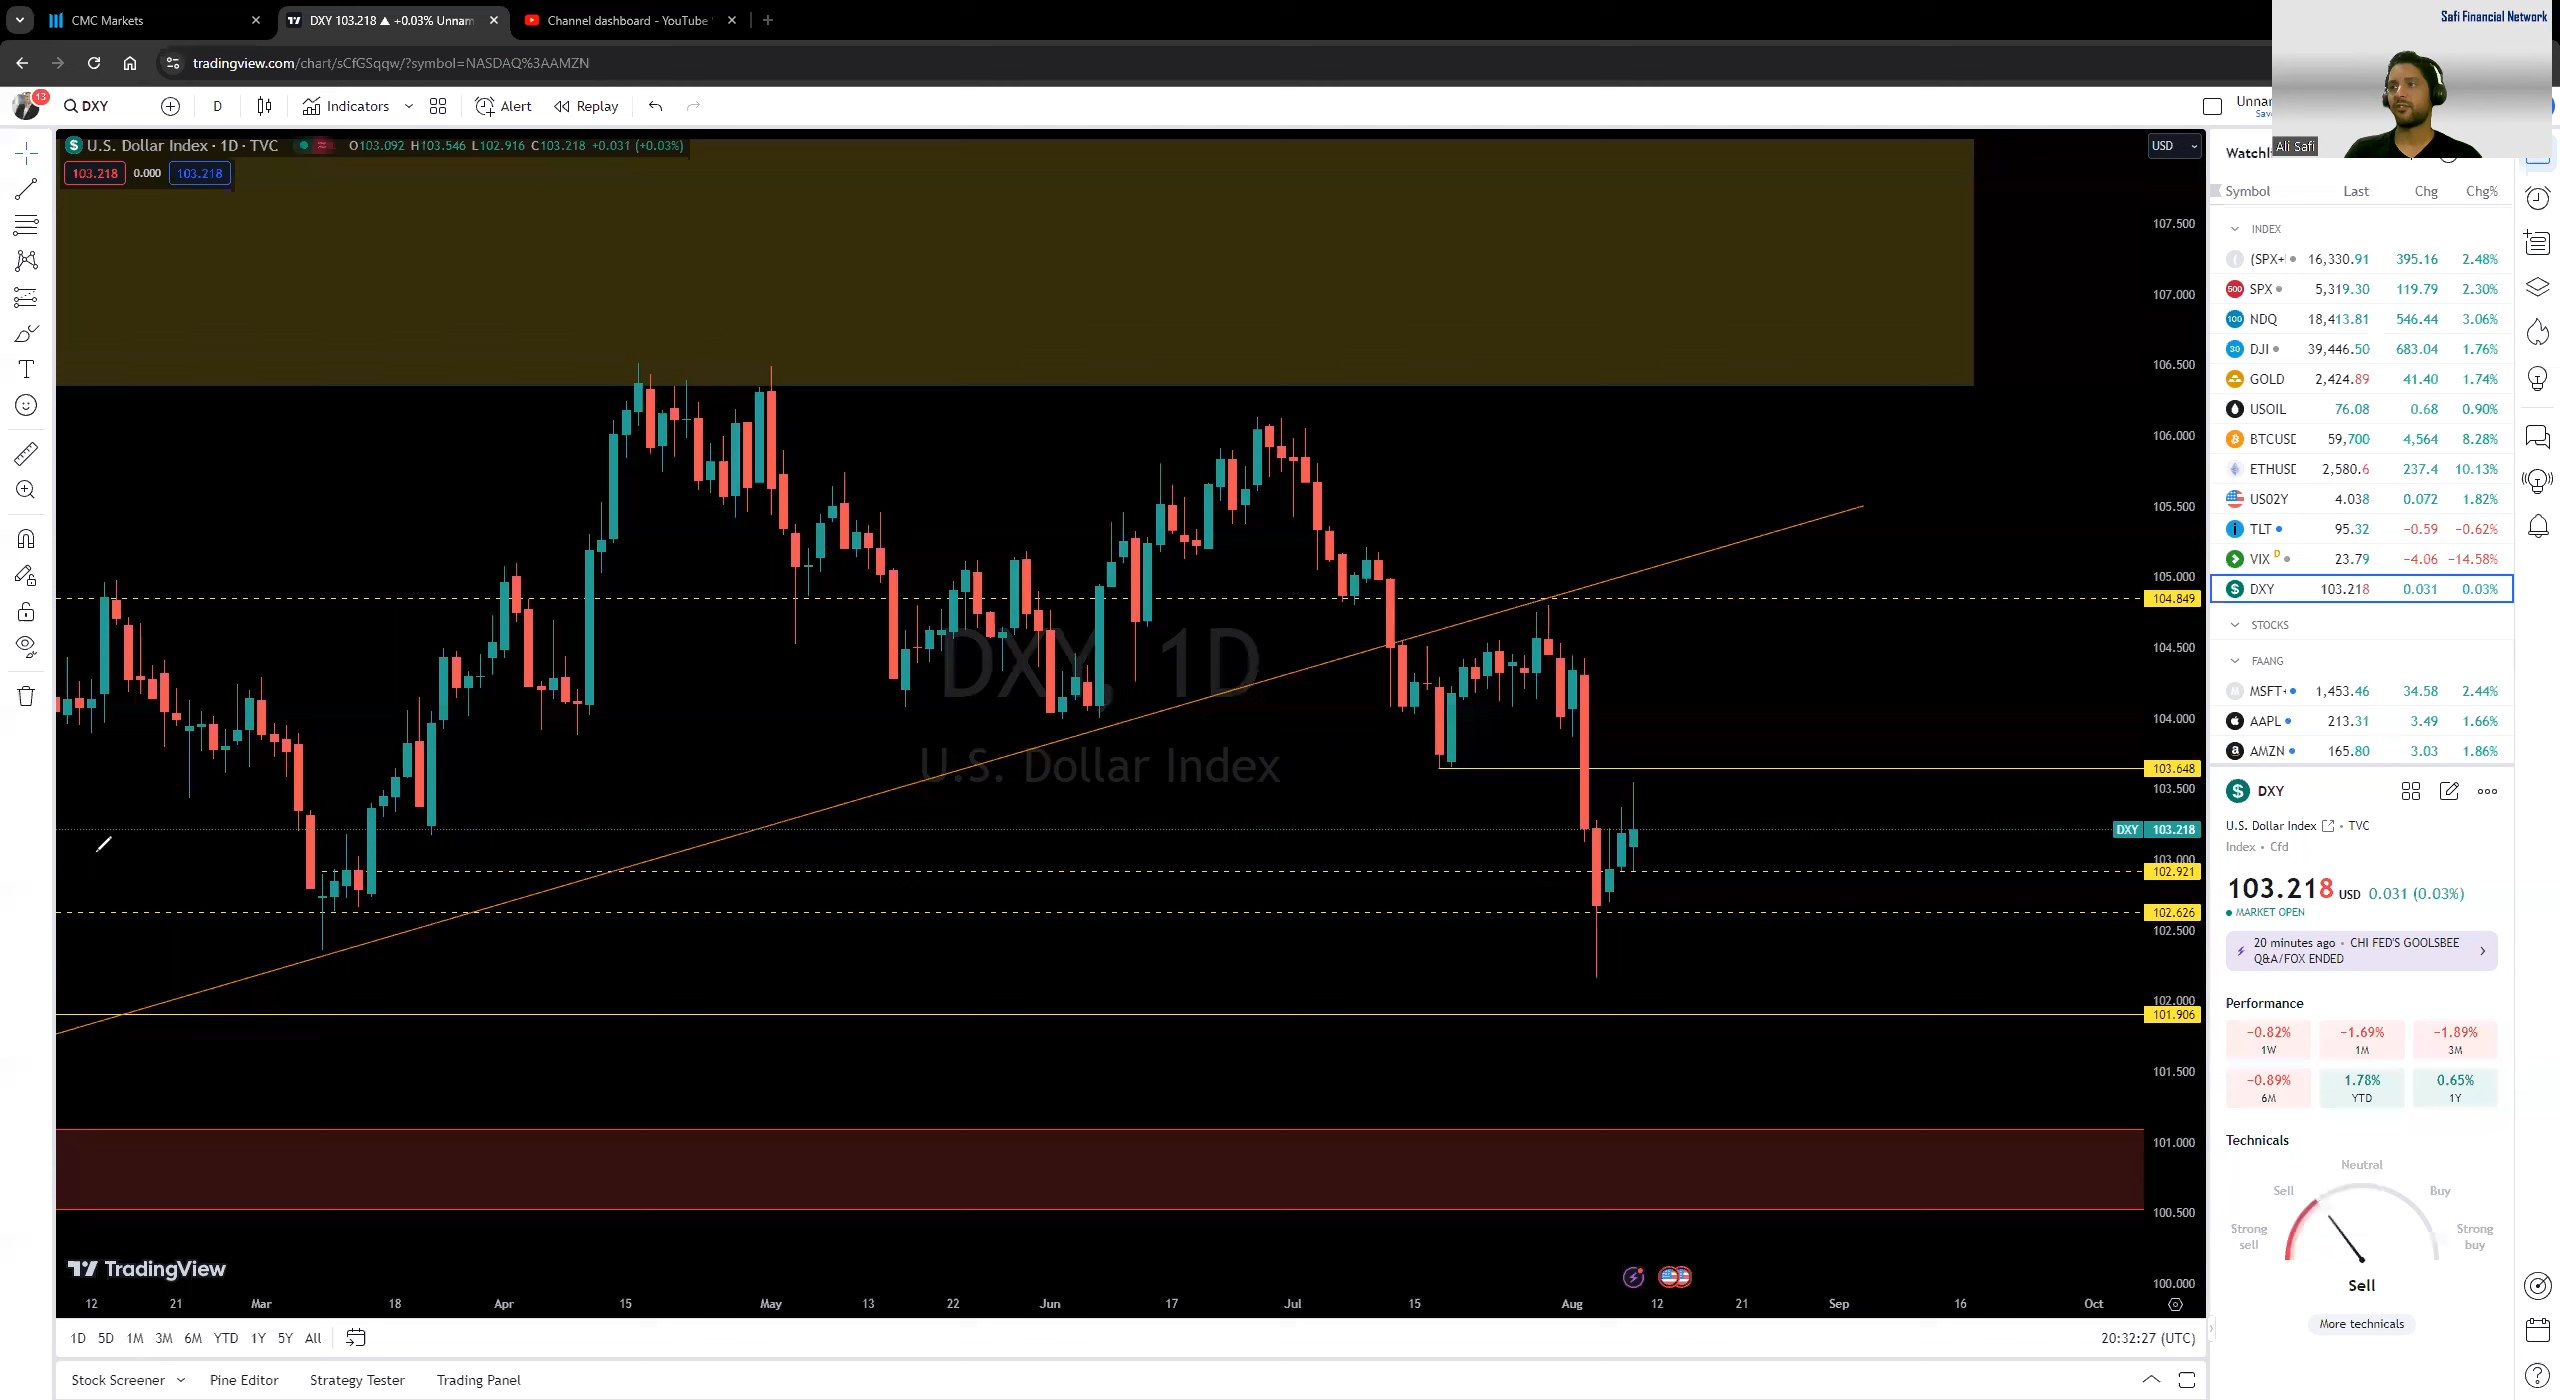 CMC Markets
DXY 103.218 ▲ +0.03% Unnam
Channel dashboard - YouTube
Safi Financial Network
tradingview.com/chart/sCfGSqqw/?symbol=NASDAQ%3AAMZN
13
DXY
D
Indicators
Alert
Replay
Unnar
Save
Ali Safi
U.S. Dollar Index · 1D · TVC
O103.092 H103.546 L102.916 C103.218 +0.031 (+0.03%)
103.218 0.000 103.218
USD
107.500
107.000
106.500
106.000
105.500
105.000
104.849
104.500
104.000
103.648
103.500
DXY 103.218
103.000
102.921
102.626
102.500
102.000
101.906
101.500
101.000
100.500
100.000
DXY, 1D
U.S. Dollar Index
TradingView
12 21 Mar 18 Apr 15 May 13 22 Jun 17 Jul 15 Aug 12 21 Sep 16 Oct
1D 5D 1M 3M 6M YTD 1Y 5Y All
20:32:27 (UTC)
Stock Screener
Pine Editor
Strategy Tester
Trading Panel
Symbol Last Chg Chg%
INDEX
(SPX+ 16,330.91 395.16 2.48%
500 SPX 5,319.30 119.79 2.30%
100 NDQ 18,413.81 546.44 3.06%
30 DJI 39,446.50 683.04 1.76%
GOLD 2,424.89 41.40 1.74%
USOIL 76.08 0.68 0.90%
BTCUSD 59,700 4,564 8.28%
ETHUSD 2,580.6 237.4 10.13%
US02Y 4.038 0.072 1.82%
TLT 95.32 −0.59 −0.62%
VIX D 23.79 −4.06 −14.58%
DXY 103.218 0.031 0.03%
STOCKS
FAANG
MSFT+ 1,453.46 34.58 2.44%
AAPL 213.31 3.49 1.66%
AMZN 165.80 3.03 1.86%
DXY
U.S. Dollar Index • TVC
Index • Cfd
103.218 USD 0.031 (0.03%)
MARKET OPEN
20 minutes ago • CHI FED'S GOOLSBEE
Q&A/FOX ENDED
Performance
−0.82% −1.69% −1.89%
1W 1M 3M
−0.89% 1.78% 0.65%
6M YTD 1Y
Technicals
Neutral
Sell Buy
Strong sell
Strong buy
Sell
More technicals